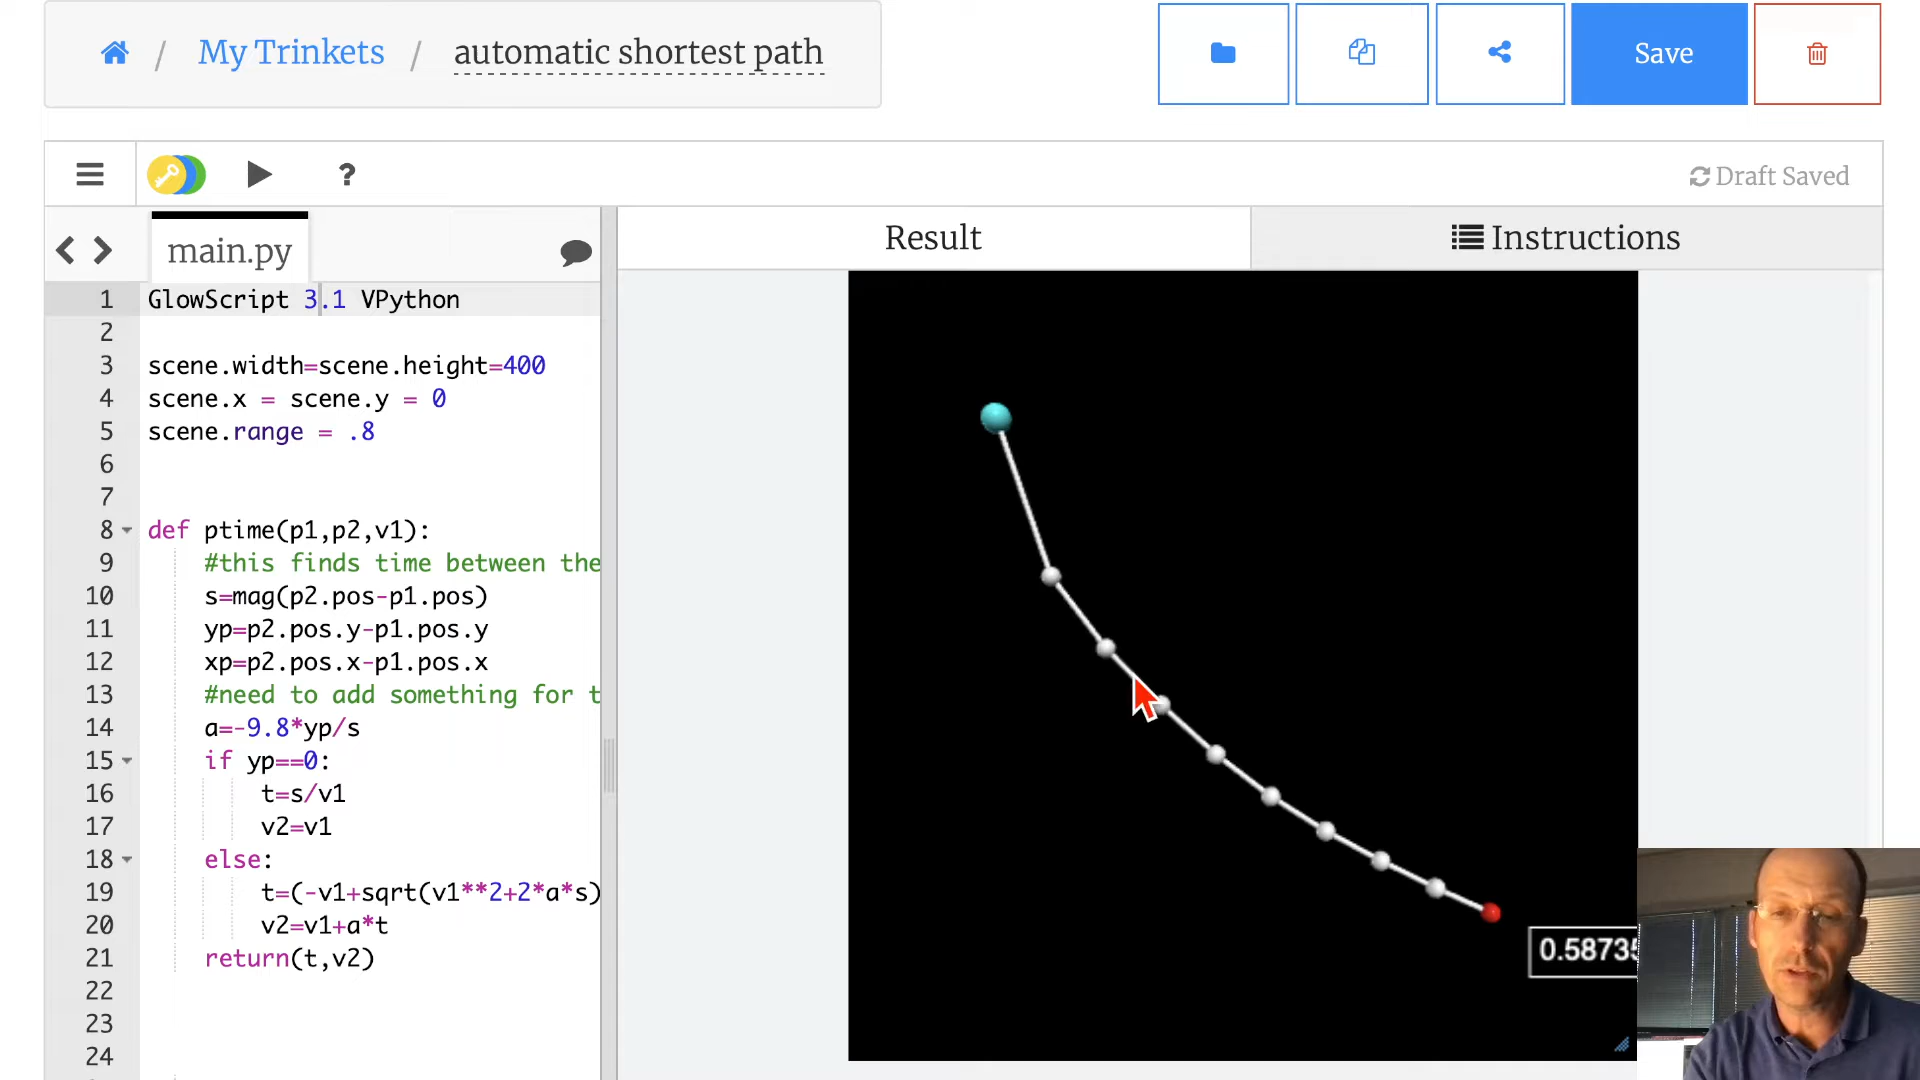 / My Trinkets / automatic shortest path
Save
?
Draft Saved
main.py
Result
Instructions
1 GlowScript 3.1 VPython
2
3 scene.width=scene.height=400
4 scene.x = scene.y = 0
5 scene.range = .8
6
7
8 def ptime(p1,p2,v1):
9 #this finds time between the
10 s=mag(p2.pos-p1.pos)
11 yp=p2.pos.y-p1.pos.y
12 xp=p2.pos.x-p1.pos.x
13 #need to add something for t
14 a=-9.8*yp/s
15 if yp==0:
16 t=s/v1
17 v2=v1
18 else:
19 t=(-v1+sqrt(v1**2+2*a*s)
20 v2=v1+a*t
21 return(t,v2)
22
23
24
0.5873